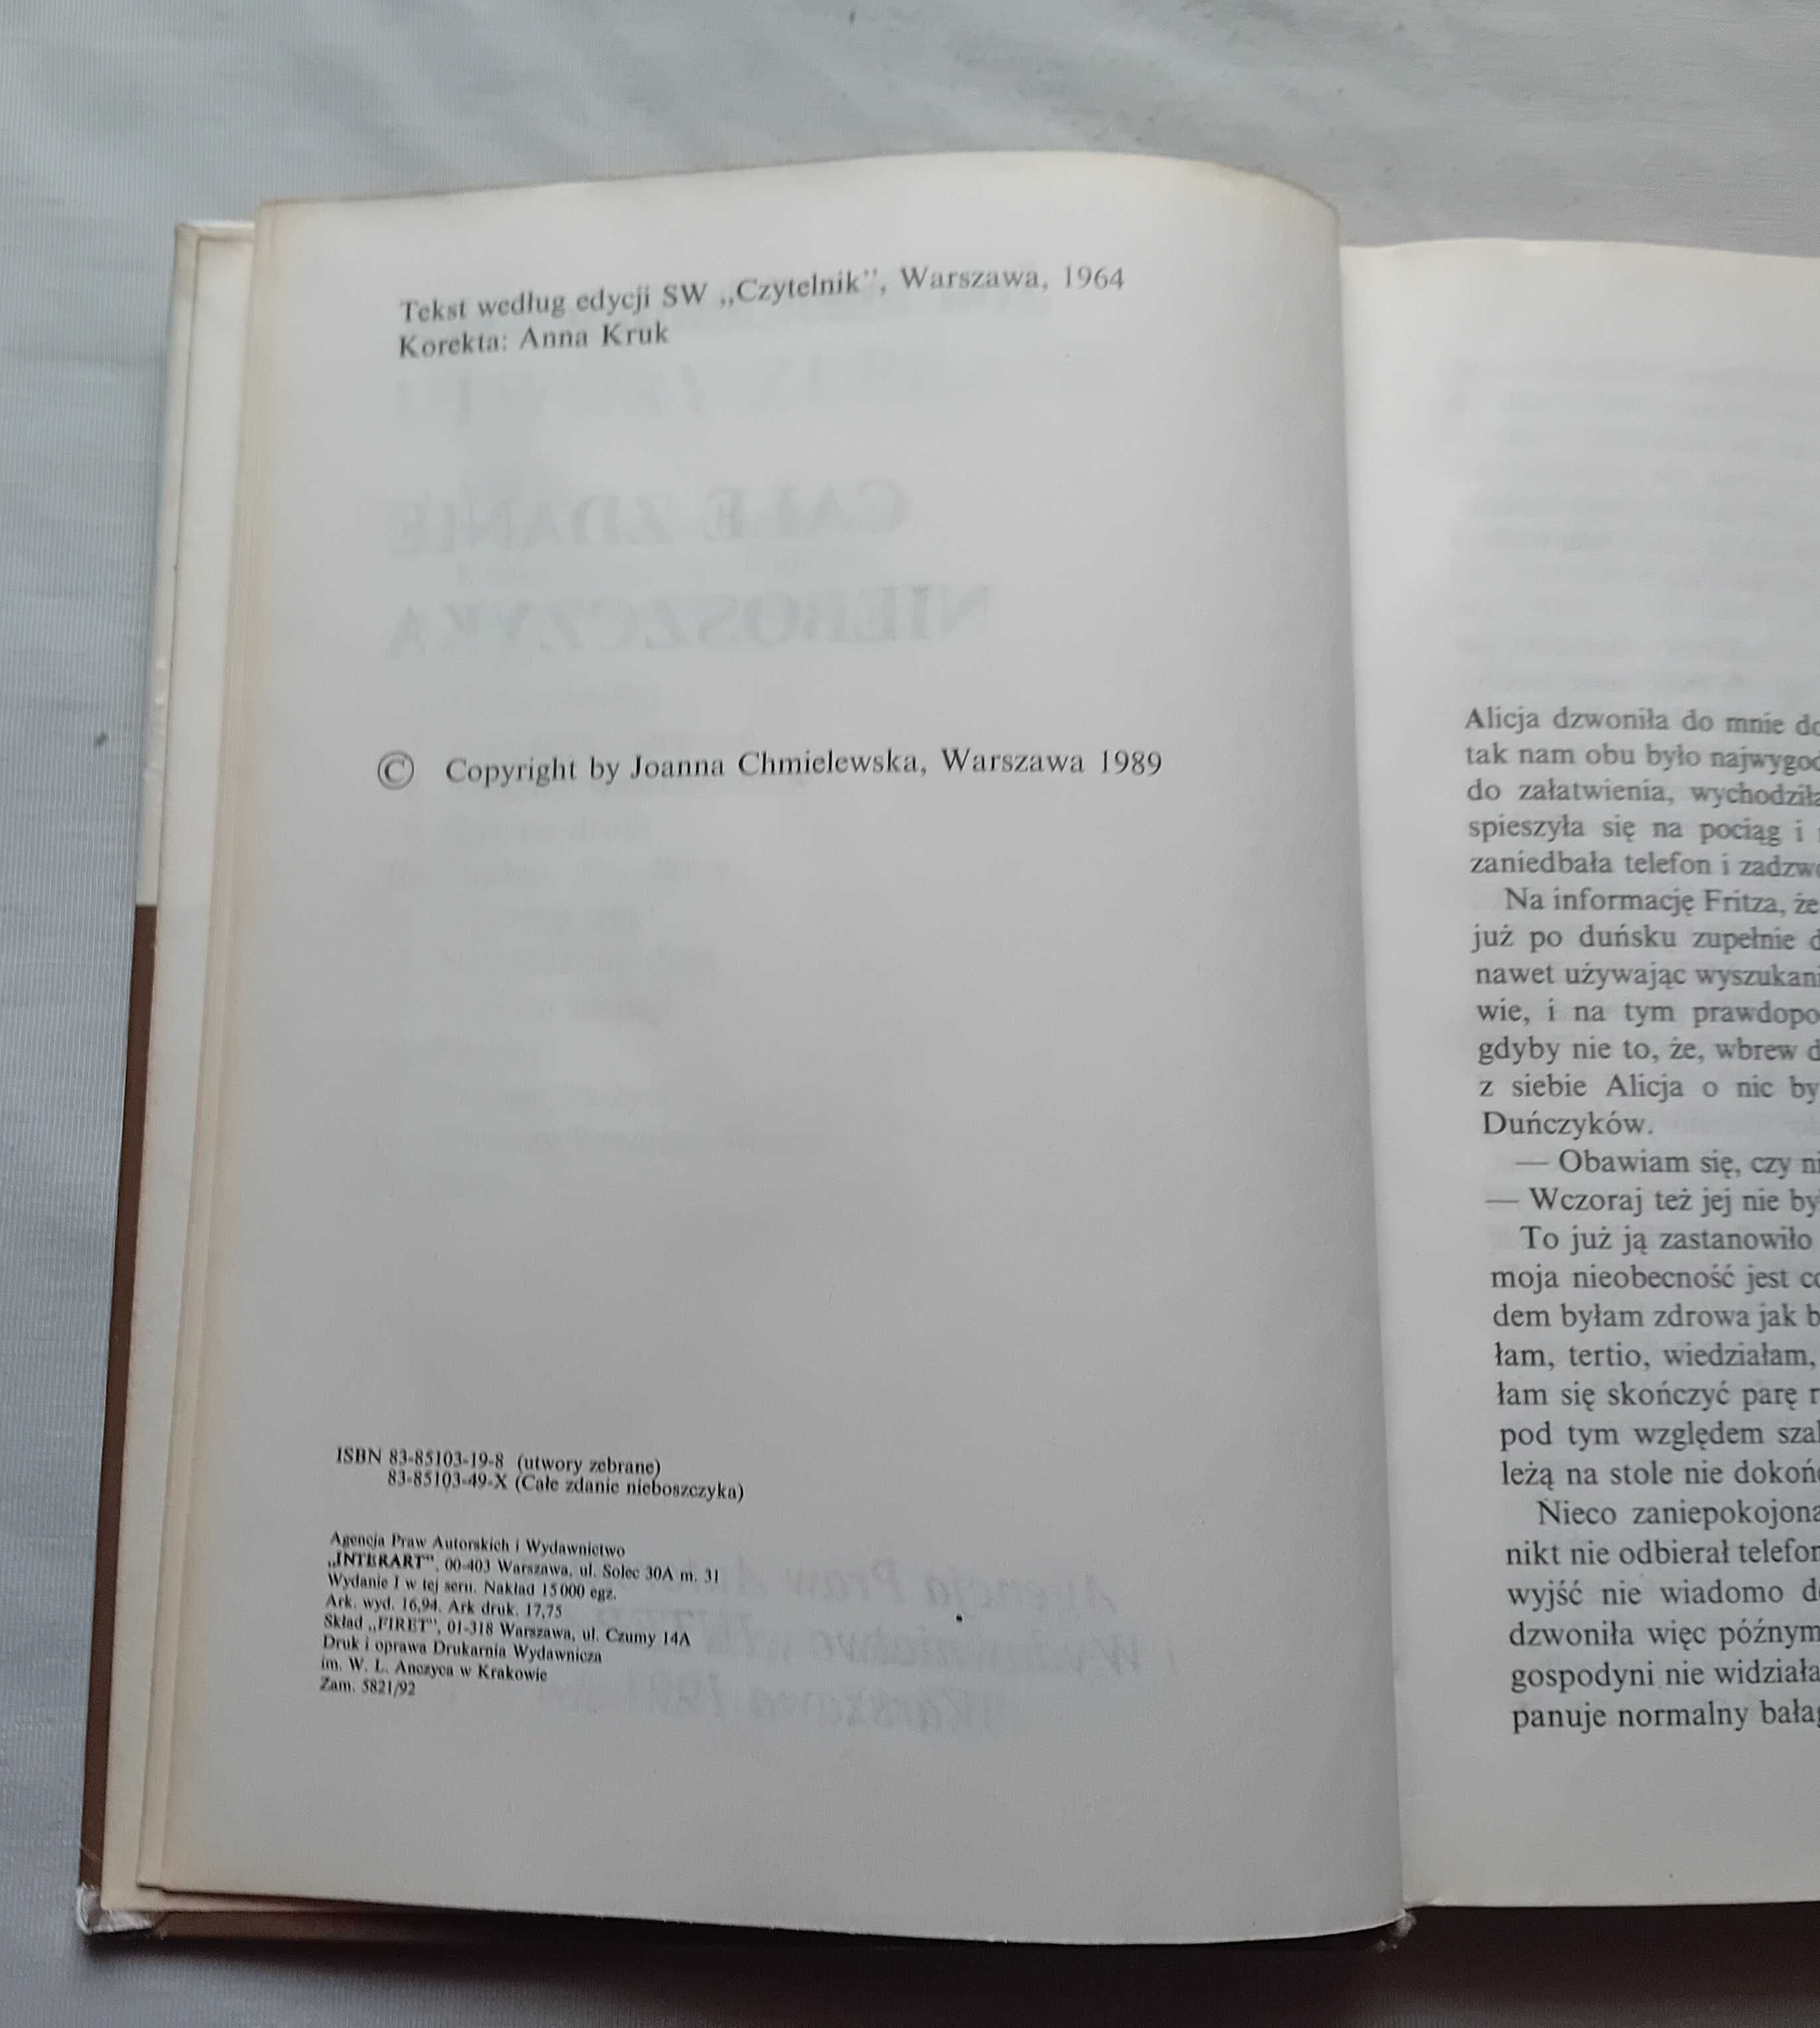 Tekst według edycji SW „Czytelnik”, Warszawa, 1964
Korekta: Anna Kruk
CAŁE ZDANIE
NIEBOSZCZYKA
© Copyright by Joanna Chmielewska, Warszawa 1989
ISBN 83-85103-19-8 (utwory zebrane)
83-85103-49-X (Całe zdanie nieboszczyka)
Agencja Praw Autorskich i Wydawnictwo
„INTERART”, 00-403 Warszawa, ul. Solec 30A m. 31
Wydanie I w tej serii. Nakład 15 000 egz.
Ark. wyd. 16,94. Ark druk. 17,75
Skład „FIRET”, 01-318 Warszawa, ul. Czumy 14A
Druk i oprawa Drukarnia Wydawnicza
im. W. L. Anczyca w Krakowie
Zam. 5821/92
Alicja dzwoniła do mnie
tak nam obu było
do załatwienia,
spieszyła się na pociąg i
zaniedbała telefon i
Na informację Fritza, że
już po duńsku zupełnie
nawet używając
wie, i na tym
gdyby nie to, że, wbrew
z siebie Alicja o nic
Duńczyków.
— Obawiam się, czy
— Wczoraj też jej nie
To już ją zastanowiło
moja nieobecność jest
dem byłam zdrowa jak
łam, tertio, wiedziałam,
łam się skończyć parę
pod tym względem
leżą na stole nie
Nieco zaniepokojona
nikt nie odbierał
wyjść nie wiadomo
dzwoniła więc
gospodyni nie widziała
panuje normalny